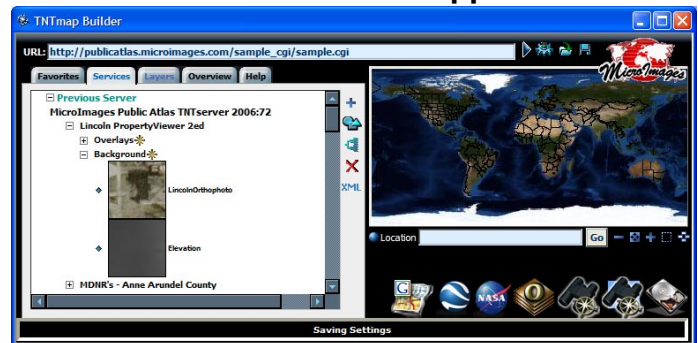 TNTmap Builder
URL: http://publicatlas.microimages.com/sample_cgi/sample.cgi
MicroImages
Favorites Services Layers Overview Help
Previous Server
MicroImages Public Atlas TNTserver 2006:72
Lincoln PropertyViewer 2ed
Overlays
Background
LincolnOrthophoto
Elevation
MDNR's - Anne Arundel County
XML
Location Go
G
NASA
Saving Settings